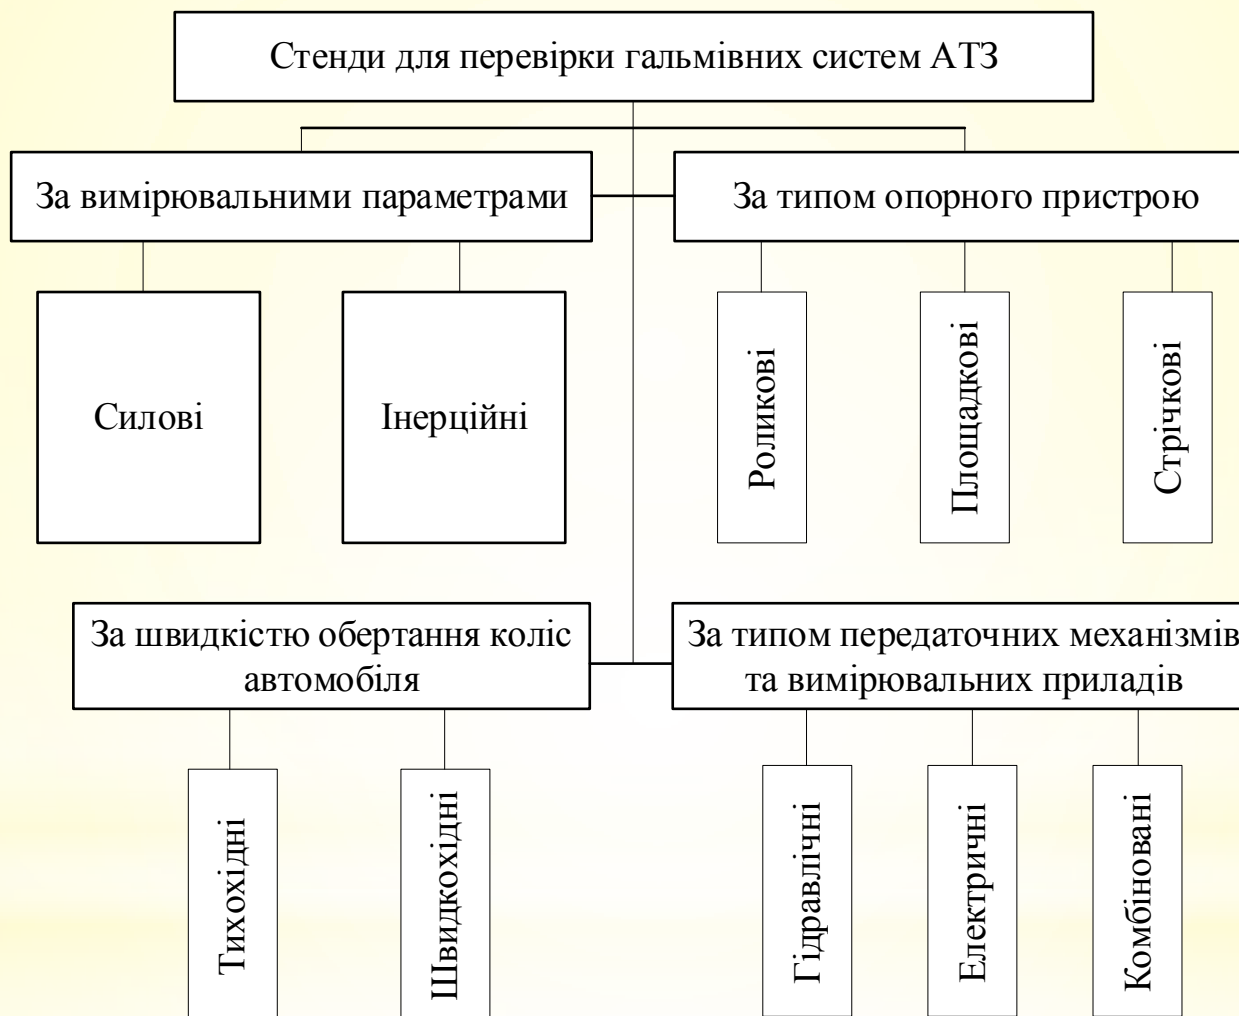 Стенди для перевірки гальмівних систем АТЗ
За вимірювальними параметрами
За типом опорного пристрою
Силові
Інерційні
Роликові
Площадкові
Стрічкові
За швидкістю обертання коліс
автомобіля
За типом передаточних механізмів
та вимірювальних приладів
Тихохідні
Швидкохідні
Гідравлічні
Електричні
Комбіновані